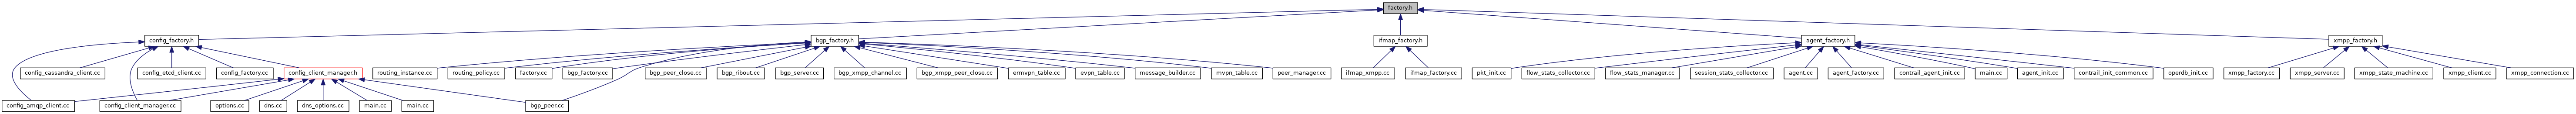 factory.h
config_factory.h
bgp_factory.h
ifmap_factory.h
agent_factory.h
xmpp_factory.h
config_cassandra_client.cc
config_etcd_client.cc
config_factory.cc
config_client_manager.h
routing_instance.cc
routing_policy.cc
factory.cc
bgp_factory.cc
bgp_peer_close.cc
bgp_ribout.cc
bgp_server.cc
bgp_xmpp_channel.cc
bgp_xmpp_peer_close.cc
ermvpn_table.cc
evpn_table.cc
message_builder.cc
mvpn_table.cc
peer_manager.cc
ifmap_xmpp.cc
ifmap_factory.cc
pkt_init.cc
flow_stats_collector.cc
flow_stats_manager.cc
session_stats_collector.cc
agent.cc
agent_factory.cc
contrail_agent_init.cc
main.cc
agent_init.cc
contrail_init_common.cc
operdb_init.cc
xmpp_factory.cc
xmpp_server.cc
xmpp_state_machine.cc
xmpp_client.cc
xmpp_connection.cc
config_amqp_client.cc
config_client_manager.cc
options.cc
dns.cc
dns_options.cc
main.cc
main.cc
bgp_peer.cc